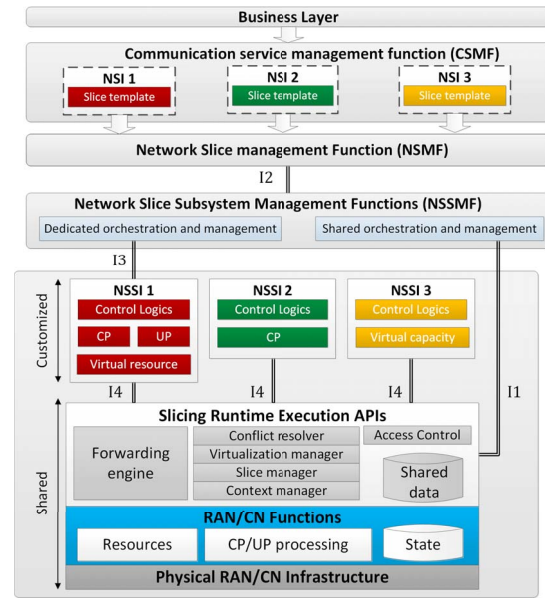 Business Layer
Communication service management function (CSMF)
NSI 1
Slice template
NSI 2
Slice template
NSI 3
Slice template
Network Slice management Function (NSMF)
I2
Network Slice Subsystem Management Functions (NSSMF)
Dedicated orchestration and management
Shared orchestration and management
I3
Customized
NSSI 1
Control Logics
CP
UP
Virtual resource
NSSI 2
Control Logics
CP
NSSI 3
Control Logics
Virtual capacity
I4
I4
I4
I1
Shared
Slicing Runtime Execution APIs
Forwarding
engine
Conflict resolver
Virtualization manager
Slice manager
Context manager
Access Control
Shared
data
RAN/CN Functions
Resources
CP/UP processing
State
Physical RAN/CN Infrastructure